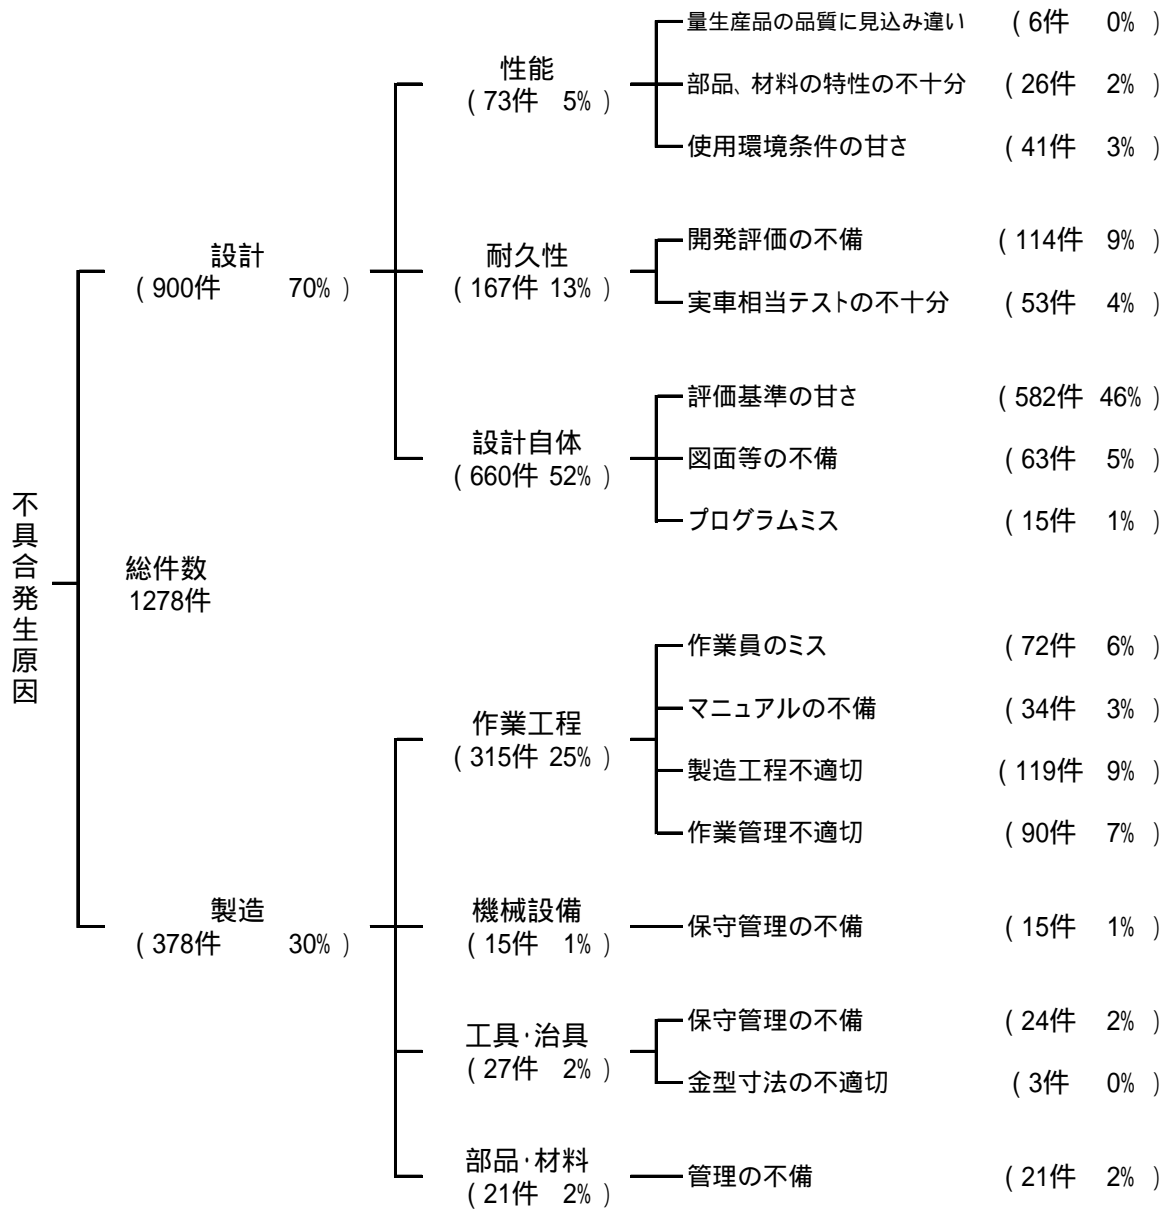 不具合発生原因
総件数
1278件
設計
( 900件 70% )
性能
( 73件 5% )
量生産品の品質に見込み違い ( 6件 0% )
部品、材料の特性の不十分 ( 26件 2% )
使用環境条件の甘さ ( 41件 3% )
耐久性
( 167件 13% )
開発評価の不備 ( 114件 9% )
実車相当テストの不十分 ( 53件 4% )
設計自体
( 660件 52% )
評価基準の甘さ ( 582件 46% )
図面等の不備 ( 63件 5% )
プログラムミス ( 15件 1% )
製造
( 378件 30% )
作業工程
( 315件 25% )
作業員のミス ( 72件 6% )
マニュアルの不備 ( 34件 3% )
製造工程不適切 ( 119件 9% )
作業管理不適切 ( 90件 7% )
機械設備
( 15件 1% )
保守管理の不備 ( 15件 1% )
工具・治具
( 27件 2% )
保守管理の不備 ( 24件 2% )
金型寸法の不適切 ( 3件 0% )
部品・材料
( 21件 2% )
管理の不備 ( 21件 2% )